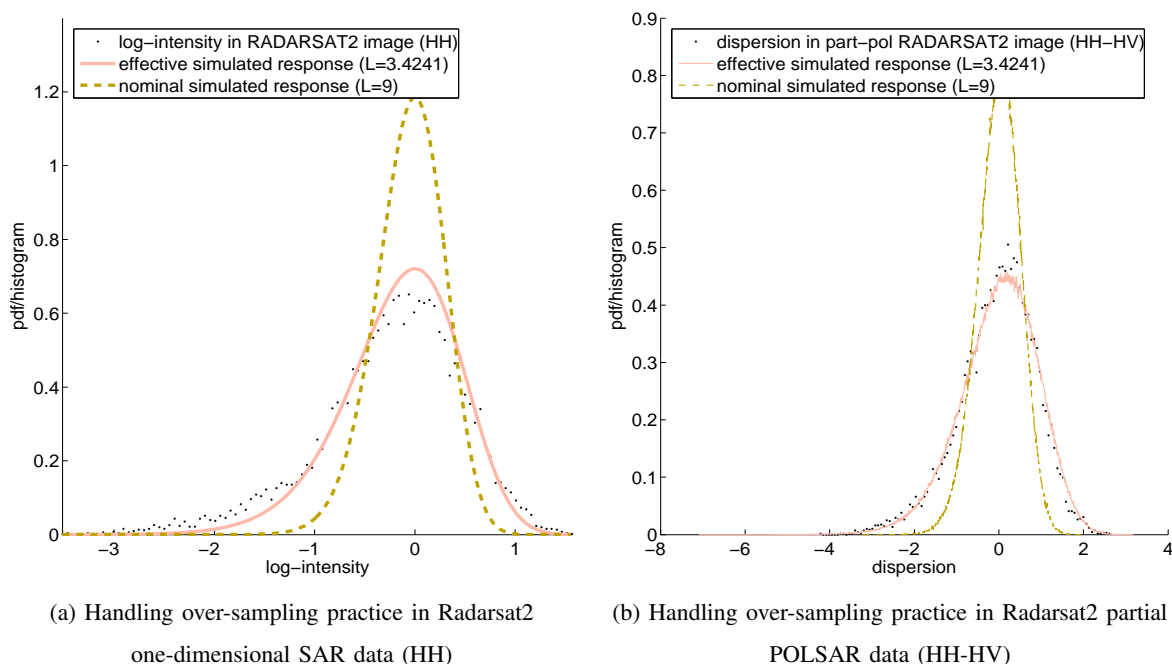 log−intensity in RADARSAT2 image (HH)
effective simulated response (L=3.4241)
nominal simulated response (L=9)
1.2
1
0.8
0.6
0.4
0.2
0
pdf/histogram
−3
−2
−1
0
1
log−intensity
(a) Handling over-sampling practice in Radarsat2
one-dimensional SAR data (HH)
dispersion in part−pol RADARSAT2 image (HH−HV)
effective simulated response (L=3.4241)
nominal simulated response (L=9)
0.9
0.8
0.7
0.6
0.5
0.4
0.3
0.2
0.1
0
pdf/histogram
−8
−6
−4
−2
0
2
4
dispersion
(b) Handling over-sampling practice in Radarsat2 partial
POLSAR data (HH-HV)